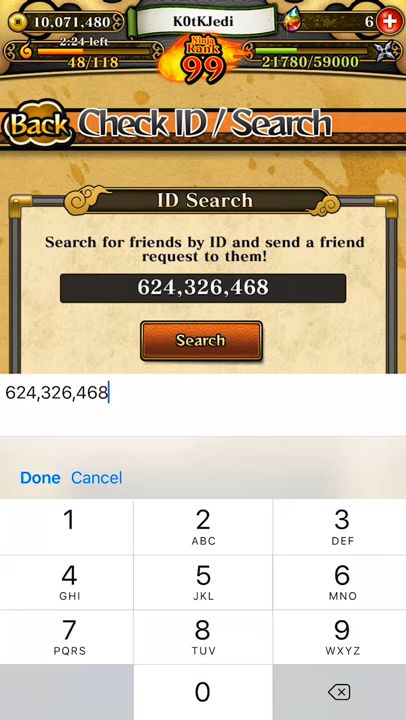 10,071,480
K0tKJedi
6
2:24 left
48/118
Ninja
Rank
99
21780/59000
Back
Check ID / Search
ID Search
Search for friends by ID and send a friend
request to them!
624,326,468
Search
624,326,468
Done Cancel
1
2
ABC
3
DEF
4
GHI
5
JKL
6
MNO
7
PQRS
8
TUV
9
WXYZ
0